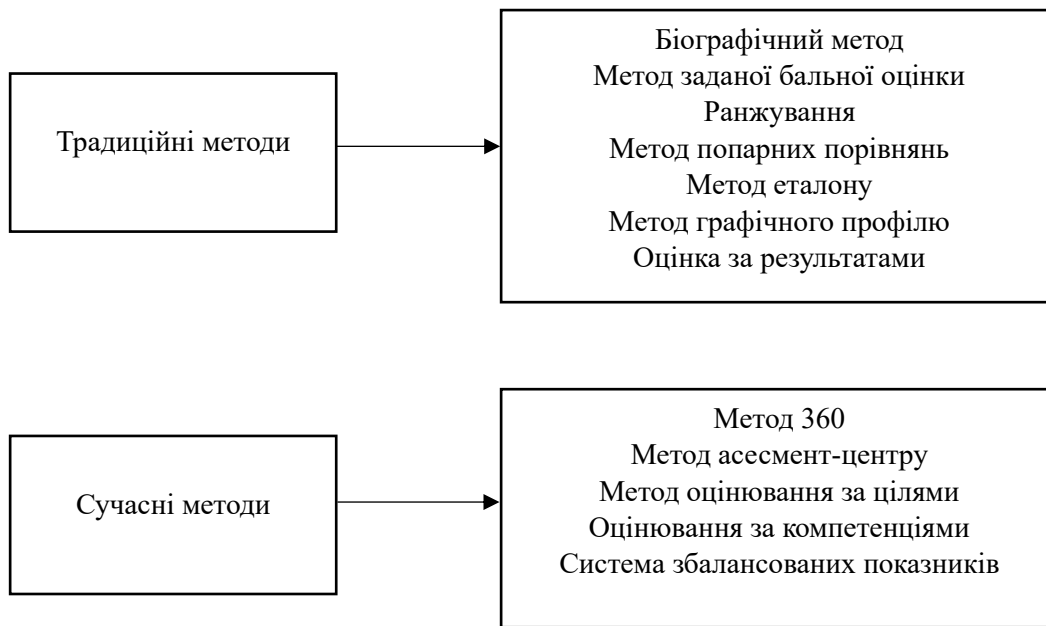 Традиційні методи
Біографічний метод
Метод заданої бальної оцінки
Ранжування
Метод попарних порівнянь
Метод еталону
Метод графічного профілю
Оцінка за результатами
Сучасні методи
Метод 360
Метод асесмент-центру
Метод оцінювання за цілями
Оцінювання за компетенціями
Система збалансованих показників